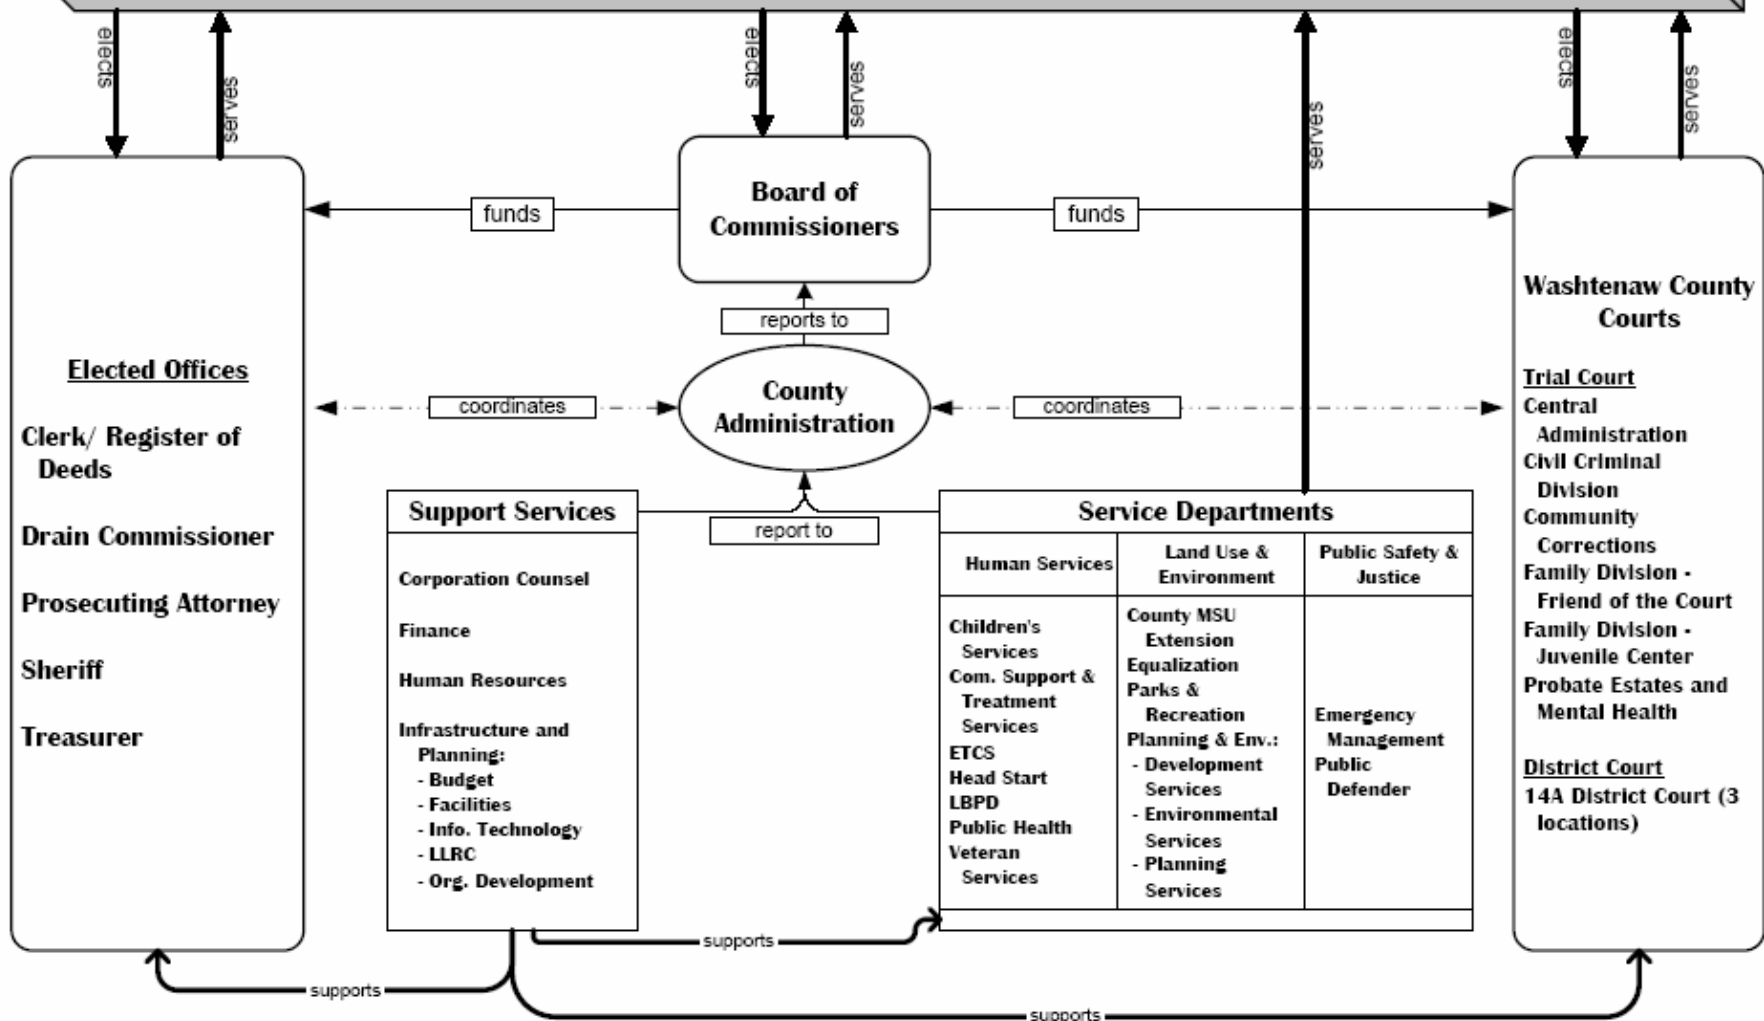 elects
serves
elects
serves
serves
elects
serves
Board of
Commissioners
funds
funds
reports to
County
Administration
coordinates
coordinates
report to
Elected Offices
Clerk/ Register of
Deeds
Drain Commissioner
Prosecuting Attorney
Sheriff
Treasurer
Support Services
Corporation Counsel
Finance
Human Resources
Infrastructure and
Planning:
- Budget
- Facilities
- Info. Technology
- LLRC
- Org. Development
Service Departments
Human Services
Children's
Services
Com. Support &
Treatment
Services
ETCS
Head Start
LBPD
Public Health
Veteran
Services
Land Use &
Environment
County MSU
Extension
Equalization
Parks &
Recreation
Planning & Env.:
- Development
Services
- Environmental
Services
- Planning
Services
Public Safety &
Justice
Emergency
Management
Public
Defender
Washtenaw County
Courts
Trial Court
Central
Administration
Civil Criminal
Division
Community
Corrections
Family Division -
Friend of the Court
Family Division -
Juvenile Center
Probate Estates and
Mental Health
District Court
14A District Court (3
locations)
supports
supports
supports